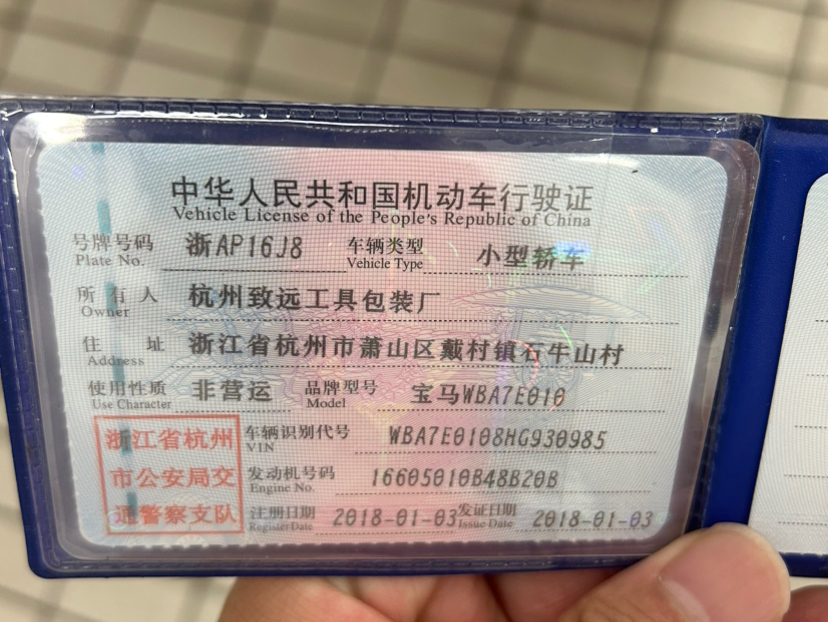 中华人民共和国机动车行驶证
Vehicle License of the People's Republic of China
号牌号码 浙AP16J8 车辆类型 小型轿车
Plate No. Vehicle Type
所有人 杭州致远工具包装厂
Owner
住址 浙江省杭州市萧山区戴村镇石牛山村
Address
使用性质 非营运 品牌型号 宝马WBA7E010
Use Character Model
浙江省杭州
市公安局交
通警察支队
车辆识别代号 WBA7E0108HG930985
VIN
发动机号码 16605010B48B20B
Engine No.
注册日期 2018-01-03 发证日期 2018-01-03
Register Date Issue Date